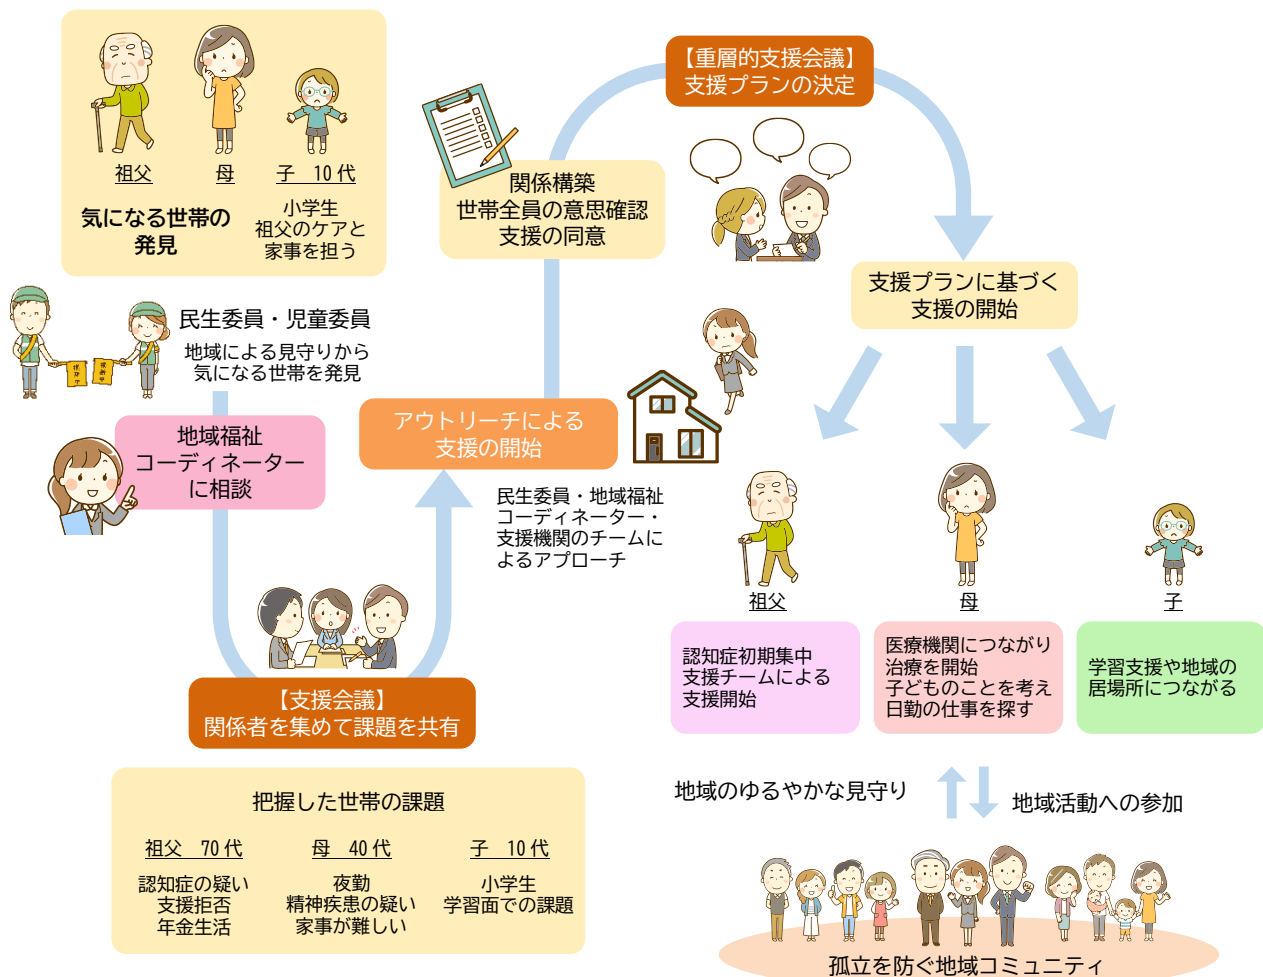 祖父
母
子　10代
気になる世帯の
発見
小学生
祖父のケアと
家事を担う
民生委員・児童委員
地域による見守りから
気になる世帯を発見
地域福祉
コーディネーター
に相談
【支援会議】
関係者を集めて課題を共有
把握した世帯の課題
祖父　70代
認知症の疑い
支援拒否
年金生活
母　40代
夜勤
精神疾患の疑い
家事が難しい
子　10代
小学生
学習面での課題
アウトリーチによる
支援の開始
民生委員・地域福祉
コーディネーター・
支援機関のチームに
よるアプローチ
関係構築
世帯全員の意思確認
支援の同意
【重層的支援会議】
支援プランの決定
支援プランに基づく
支援の開始
祖父
認知症初期集中
支援チームによる
支援開始
母
医療機関につながり
治療を開始
子どものことを考え
日勤の仕事を探す
子
学習支援や地域の
居場所につながる
地域のゆるやかな見守り
地域活動への参加
孤立を防ぐ地域コミュニティ